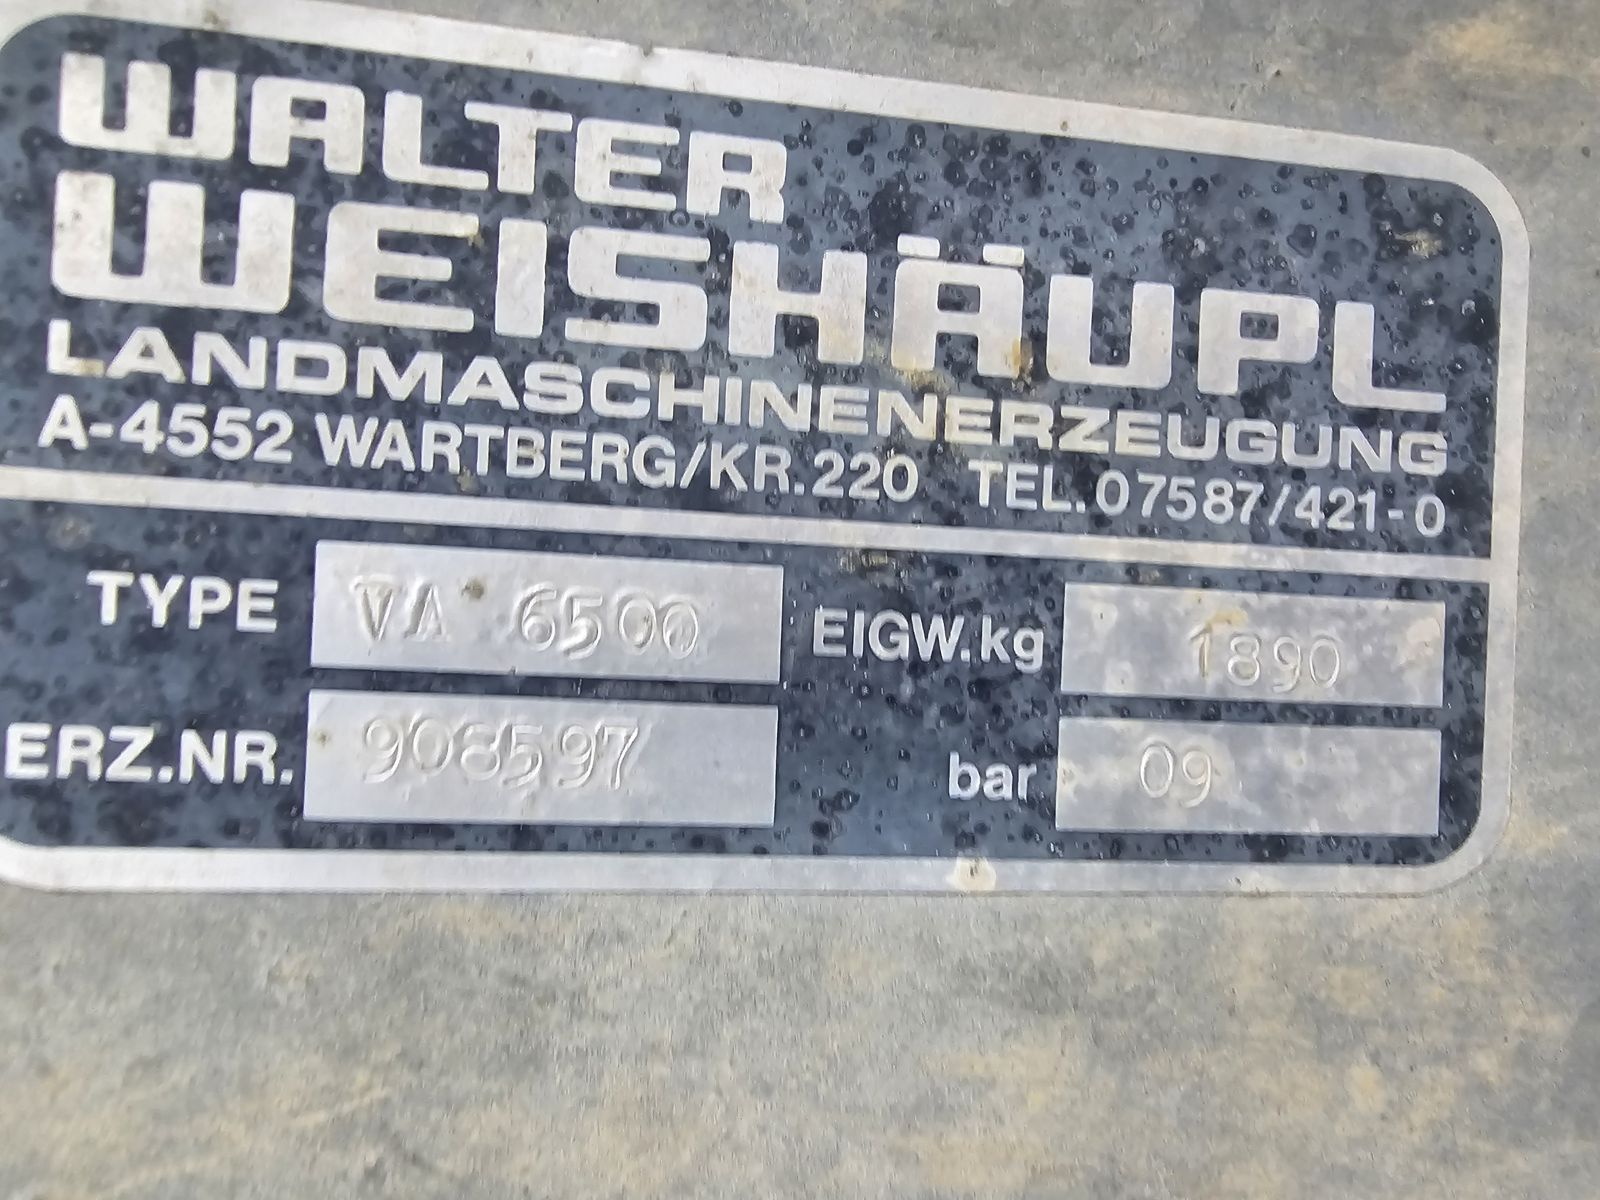 WALTER
WEISHÄUPL
LANDMASCHINENERZEUGUNG
A-4552 WARTBERG/KR.220 TEL.07587/421-0
TYPE VA 6500 EIGW.kg 1890
ERZ.NR. 908597 bar 09